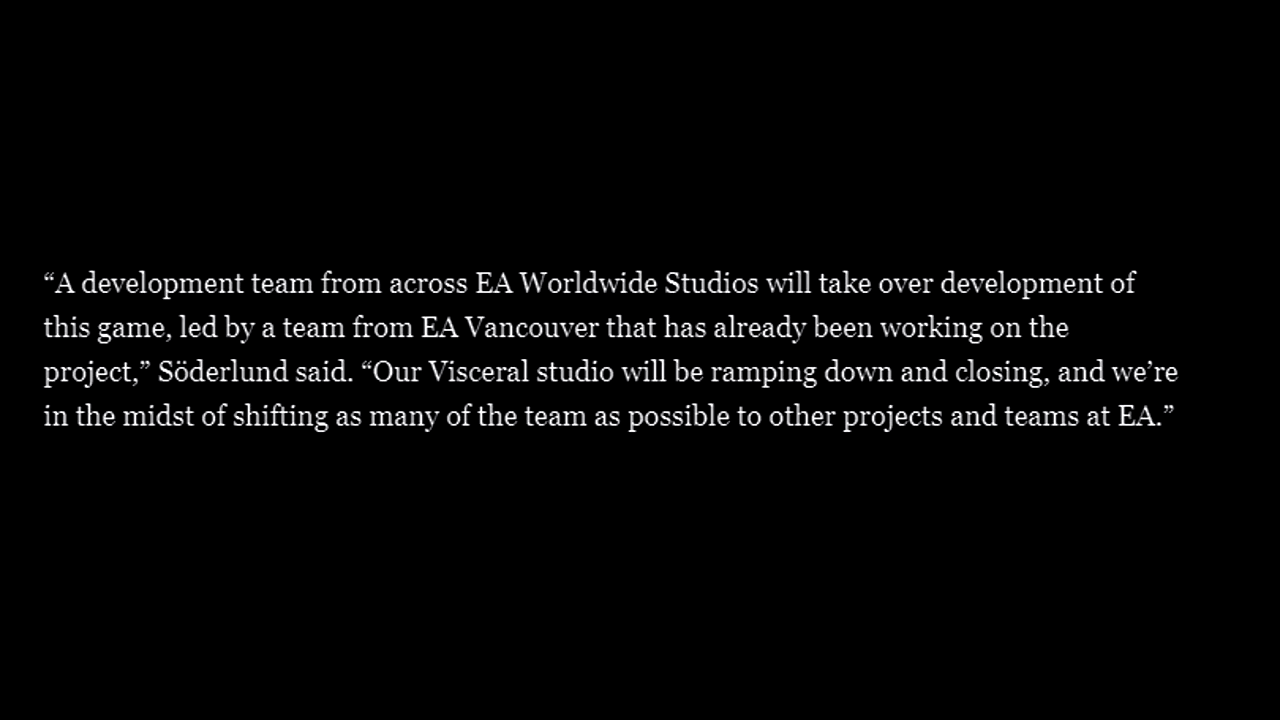 “A development team from across EA Worldwide Studios will take over development of
this game, led by a team from EA Vancouver that has already been working on the
project,” Söderlund said. “Our Visceral studio will be ramping down and closing, and we’re
in the midst of shifting as many of the team as possible to other projects and teams at EA.”